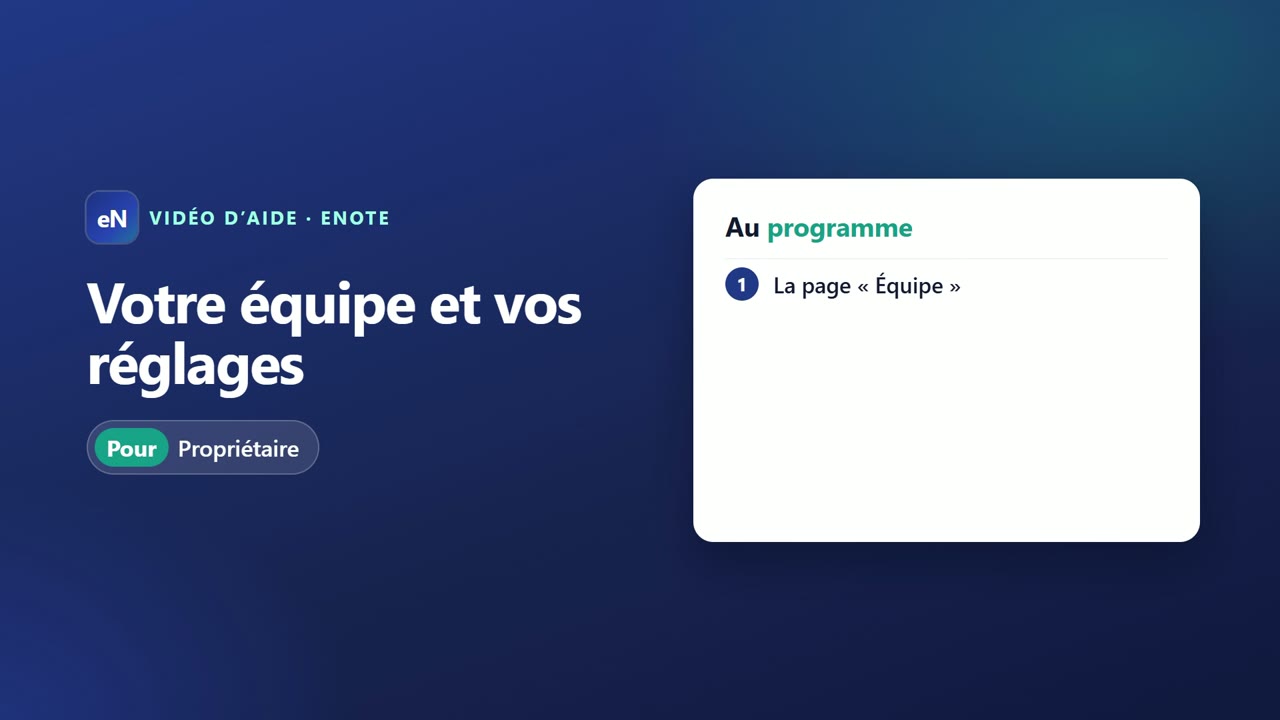 eN
VIDÉO D’AIDE · ENOTE
Votre équipe et vos
réglages
Pour Propriétaire
Au programme
1 La page « Équipe »